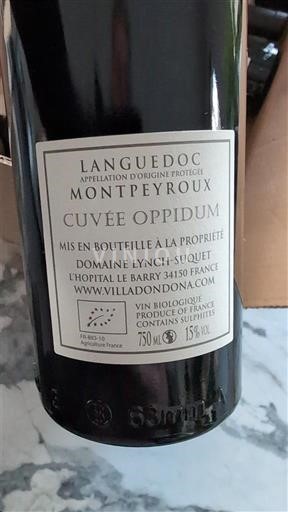 LANGUEDOC
APPELLATION D'ORIGINE PROTÉGÉE
MONTPEYROUX
CUVÉE OPPIDUM
MIS EN BOUTEILLE À LA PROPRIÉTÉ
DOMAINE LYNCH-SUQUET
L'HOPITAL LE BARRY 34150 FRANCE
WWW.VILLADONDONA.COM
VIN BIOLOGIQUE
PRODUCE OF FRANCE
CONTAINS SULPHITES
FR-BIO-10
Agriculture France
750 ML
15% VOL